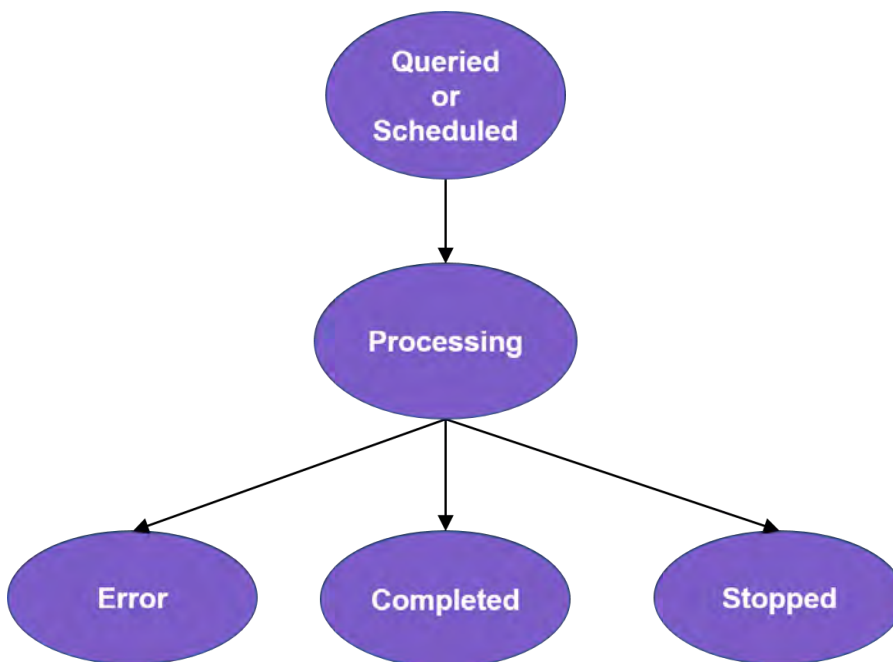 Queried
or
Scheduled
Processing
Error
Completed
Stopped